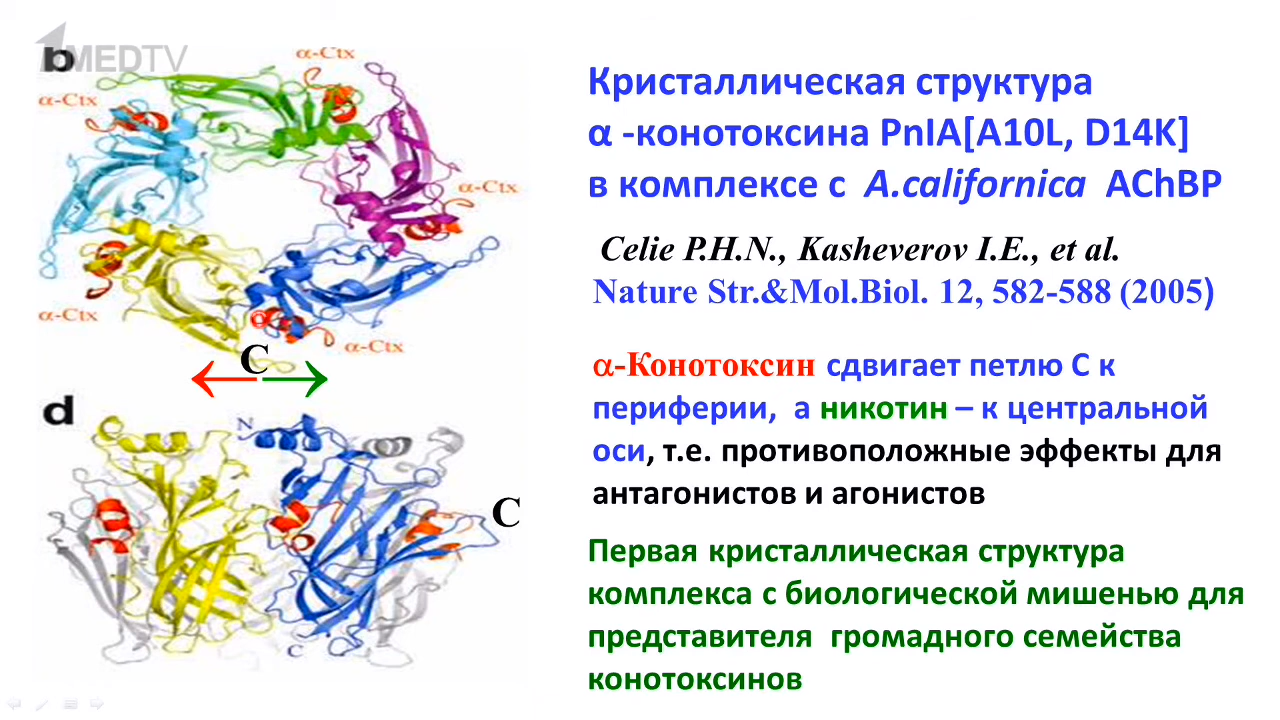 1MEDTV
b
α-Ctx
α-Ctx
α-Ctx
α-Ctx
α-Ctx
C
d
N
C
C
Кристаллическая структура
α -конотоксина PnIA[A10L, D14K]
в комплексе с A.californica AChBP
Celie P.H.N., Kasheverov I.E., et al.
Nature Str.&Mol.Biol. 12, 582-588 (2005)
α-Конотоксин сдвигает петлю С к
периферии, а никотин – к центральной
оси, т.е. противоположные эффекты для
антагонистов и агонистов
Первая кристаллическая структура
комплекса с биологической мишенью для
представителя громадного семейства
конотоксинов